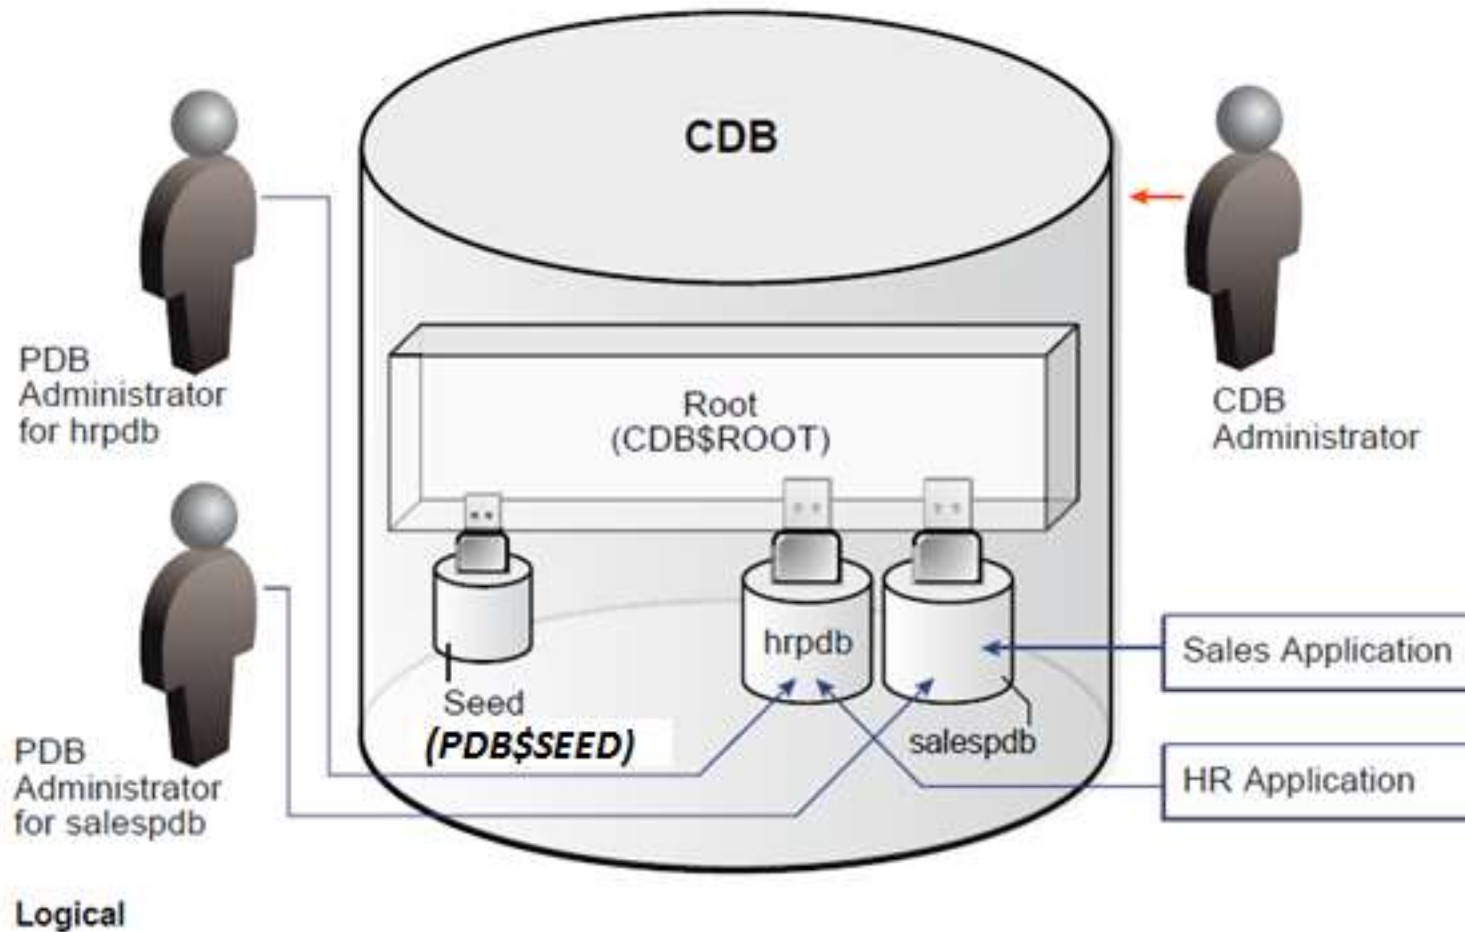 CDB
PDB
Administrator
for hrpdb
Root
(CDB$ROOT)
CDB
Administrator
hrpdb
Sales Application
Seed
(PDB$SEED)
salespdb
PDB
Administrator
for salespdb
HR Application
Logical